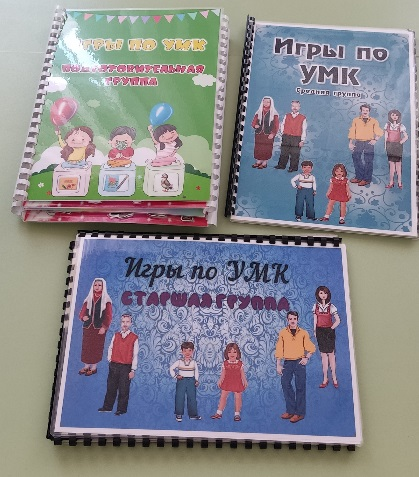 ИГРЫ ПО УМК
ПОДГОТОВИТЕЛЬНАЯ
ГРУППА
Игры по
УМК
Средняя группа
Игры по УМК
СТАРШАЯ ГРУППА